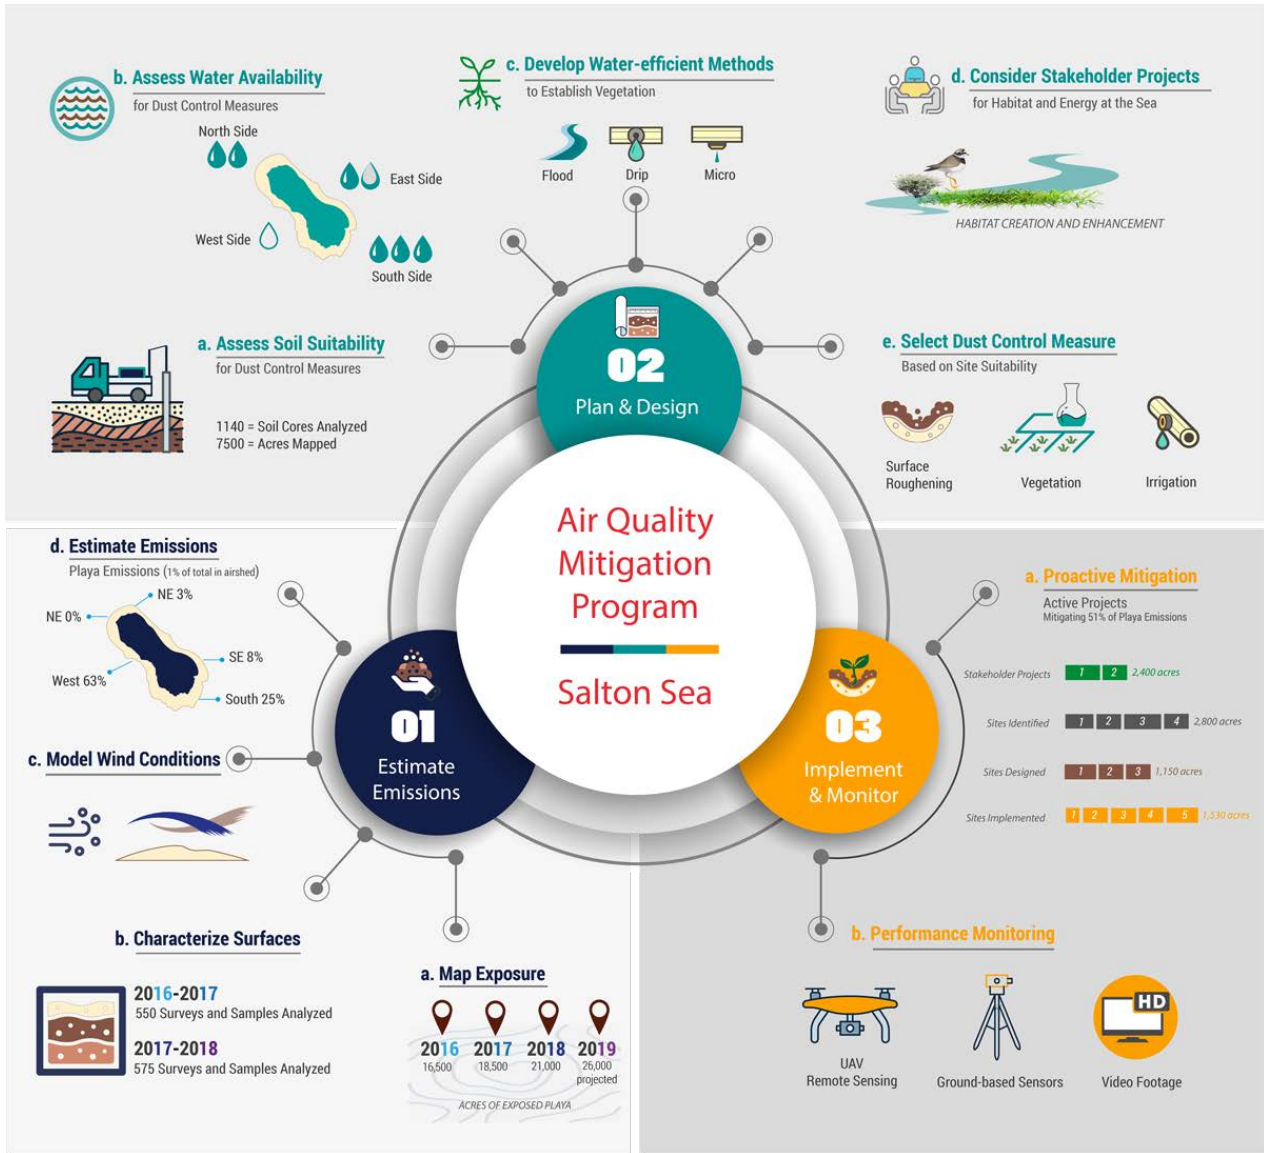 b. Assess Water Availability
for Dust Control Measures
North Side
East Side
West Side
South Side
c. Develop Water-efficient Methods
to Establish Vegetation
Flood
Drip
Micro
d. Consider Stakeholder Projects
for Habitat and Energy at the Sea
HABITAT CREATION AND ENHANCEMENT
a. Assess Soil Suitability
for Dust Control Measures
1140 = Soil Cores Analyzed
7500 = Acres Mapped
02
Plan & Design
e. Select Dust Control Measure
Based on Site Suitability
Surface
Roughening
Vegetation
Irrigation
Air Quality
Mitigation
Program
Salton Sea
d. Estimate Emissions
Playa Emissions (1% of total in airshed)
NE 3%
NE 0%
SE 8%
West 63%
South 25%
c. Model Wind Conditions
01
Estimate
Emissions
b. Characterize Surfaces
2016-2017
550 Surveys and Samples Analyzed
2017-2018
575 Surveys and Samples Analyzed
a. Map Exposure
2016
16,500
2017
18,500
2018
21,000
2019
26,000
projected
ACRES OF EXPOSED PLAYA
03
Implement
& Monitor
a. Proactive Mitigation
Active Projects
Mitigating 51% of Playa Emissions
Stakeholder Projects 1 2 2,400 acres
Sites Identified 1 2 3 4 2,800 acres
Sites Designed 1 2 3 1,150 acres
Sites Implemented 1 2 3 4 5 1,530 acres
b. Performance Monitoring
UAV
Remote Sensing
Ground-based Sensors
HD
Video Footage